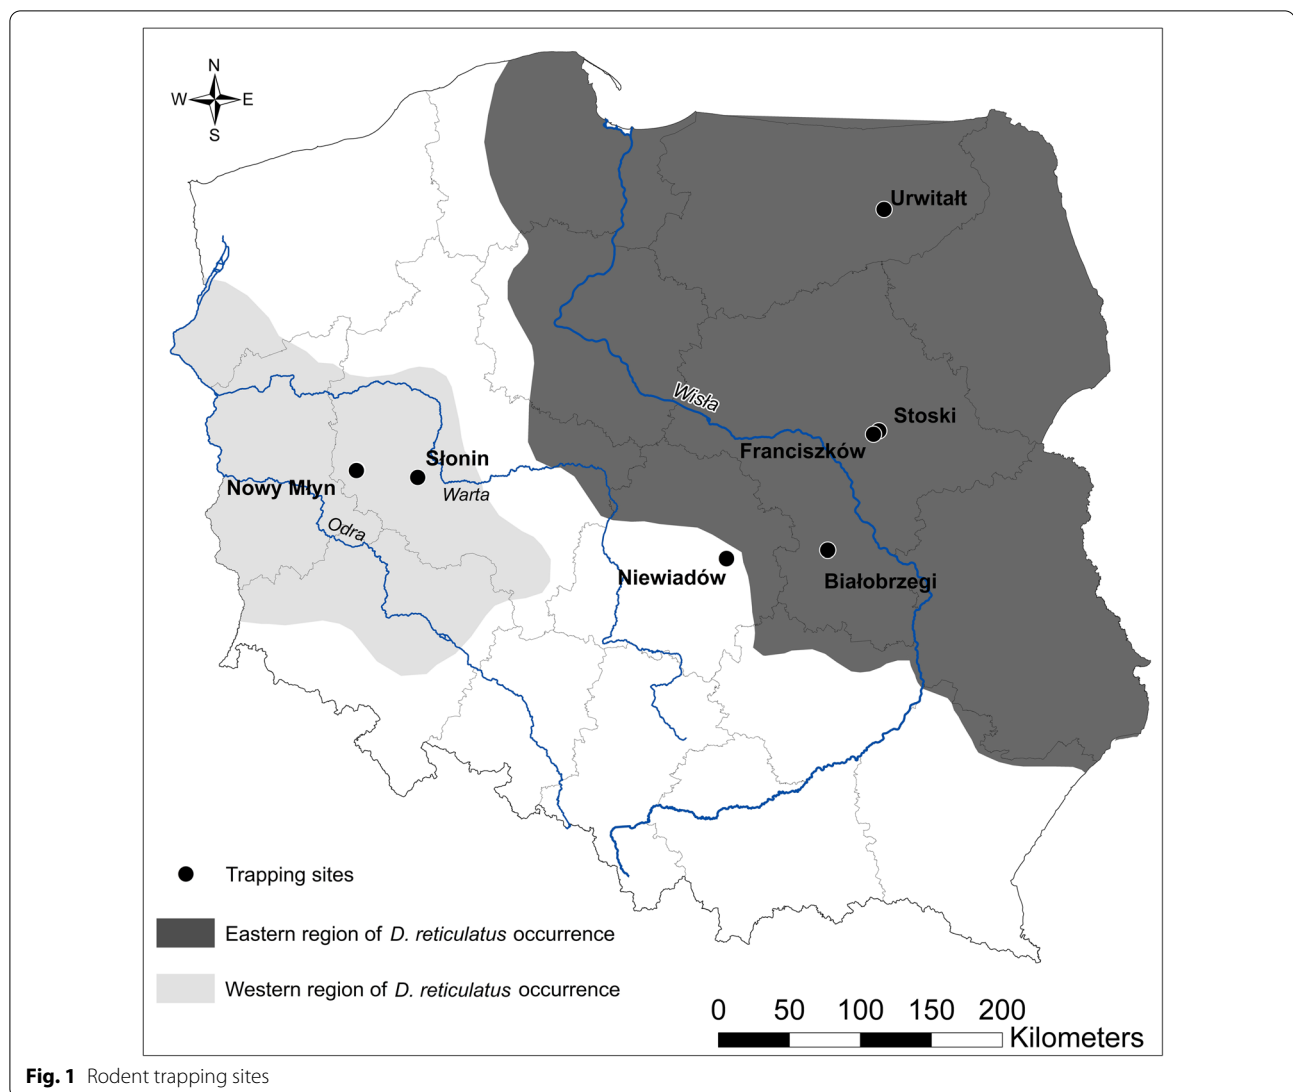 N
W E
S
Urwitałt
Wisła
Stoski
Franciszków
Słonin
Nowy Młyn
Warta
Odra
Niewiadów
Białobrzegi
Trapping sites
Eastern region of D. reticulatus occurrence
Western region of D. reticulatus occurrence
0 50 100 150 200
Kilometers
Fig. 1 Rodent trapping sites